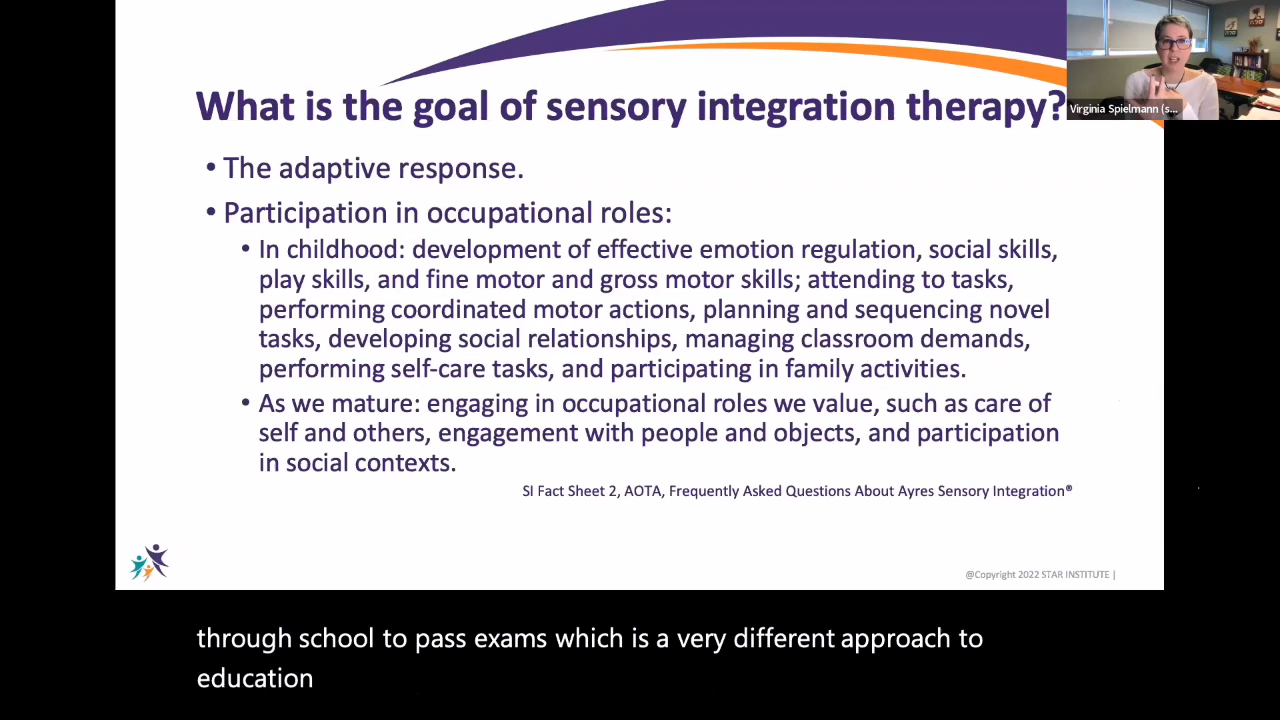 What is the goal of sensory integration therapy?
Virginia Spielmann (s...
• The adaptive response.
• Participation in occupational roles:
• In childhood: development of effective emotion regulation, social skills,
play skills, and fine motor and gross motor skills; attending to tasks,
performing coordinated motor actions, planning and sequencing novel
tasks, developing social relationships, managing classroom demands,
performing self-care tasks, and participating in family activities.
• As we mature: engaging in occupational roles we value, such as care of
self and others, engagement with people and objects, and participation
in social contexts.
SI Fact Sheet 2, AOTA, Frequently Asked Questions About Ayres Sensory Integration®
@Copyright 2022 STAR INSTITUTE |
through school to pass exams which is a very different approach to
education